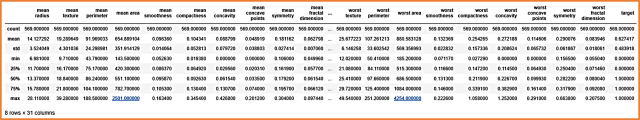 mean radius mean texture mean perimeter mean area mean smoothness mean compactness mean concavity mean concave points mean symmetry mean fractal dimension ... worst texture worst perimeter worst area worst smoothness worst compactness worst concavity worst concave points worst symmetry worst fractal dimension target
count 569.000000 569.000000 569.000000 569.000000 569.000000 569.000000 569.000000 569.000000 569.000000 569.000000 ... 569.000000 569.000000 569.000000 569.000000 569.000000 569.000000 569.000000 569.000000 569.000000 569.000000
mean 14.127292 19.289649 91.969033 654.889104 0.096360 0.104341 0.088799 0.048919 0.181162 0.062798 ... 25.677223 107.261213 880.583128 0.132369 0.254265 0.272188 0.114606 0.290076 0.083946 0.627417
std 3.524049 4.301036 24.298981 351.914129 0.014064 0.052813 0.079720 0.038803 0.027414 0.007060 ... 6.146258 33.602542 569.356993 0.022832 0.157336 0.208624 0.065732 0.061867 0.018061 0.483918
min 6.981000 9.710000 43.790000 143.500000 0.052630 0.019380 0.000000 0.000000 0.106000 0.049960 ... 12.020000 50.410000 185.200000 0.071170 0.027290 0.000000 0.000000 0.156500 0.055040 0.000000
25% 11.700000 16.170000 75.170000 420.300000 0.086370 0.064920 0.029560 0.020310 0.161900 0.057700 ... 21.080000 84.110000 515.300000 0.116600 0.147200 0.114500 0.064930 0.250400 0.071460 0.000000
50% 13.370000 18.840000 86.240000 551.100000 0.095870 0.092630 0.061540 0.033500 0.179200 0.061540 ... 25.410000 97.660000 686.500000 0.131300 0.211900 0.226700 0.099930 0.282200 0.080040 1.000000
75% 15.780000 21.800000 104.100000 782.700000 0.105300 0.130400 0.130700 0.074000 0.195700 0.066120 ... 29.720000 125.400000 1084.000000 0.146000 0.339100 0.382900 0.161400 0.317900 0.092080 1.000000
max 28.110000 39.280000 188.500000 2501.000000 0.163400 0.345400 0.426800 0.201200 0.304000 0.097440 ... 49.540000 251.200000 4254.000000 0.222600 1.058000 1.252000 0.291000 0.663800 0.207500 1.000000
8 rows × 31 columns